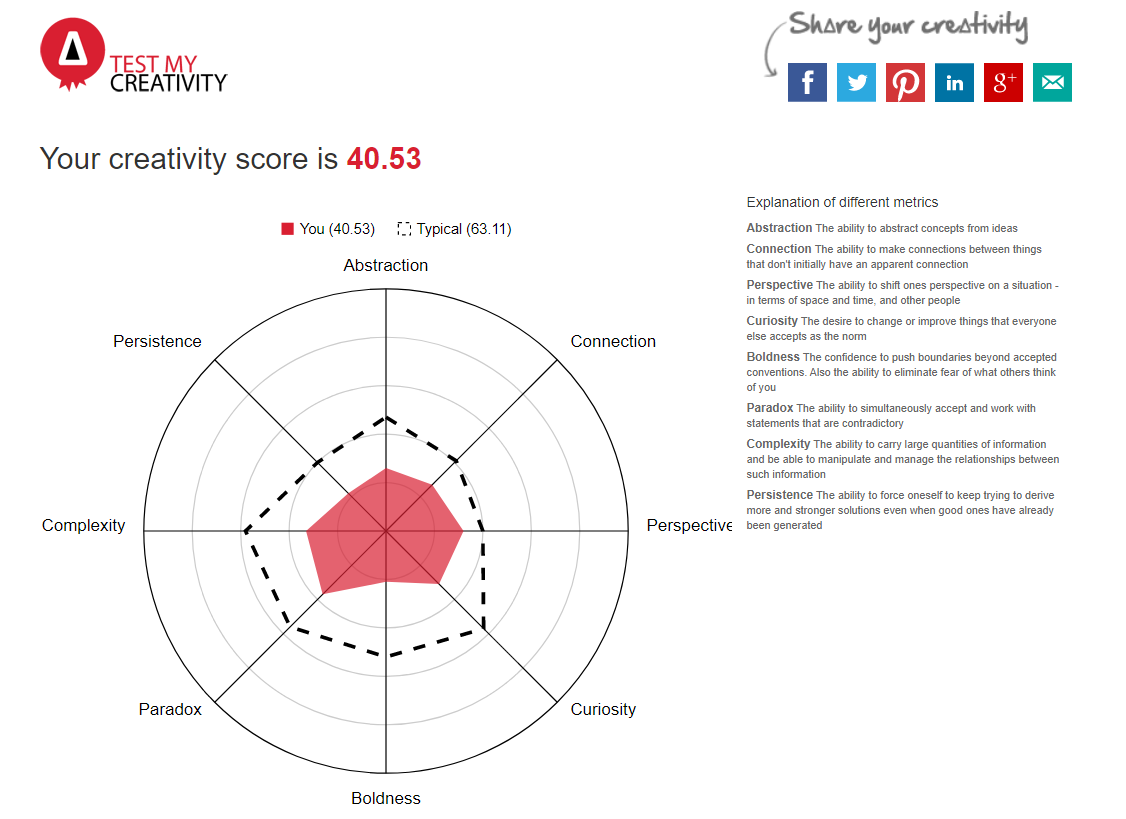 Share your creativity
TEST MY
CREATIVITY
f
in
g+
Your creativity score is 40.53
You (40.53)
Typical (63.11)
Abstraction
Persistence
Connection
Complexity
Perspective
Paradox
Curiosity
Boldness
Explanation of different metrics
Abstraction The ability to abstract concepts from ideas
Connection The ability to make connections between things
that don't initially have an apparent connection
Perspective The ability to shift ones perspective on a situation -
in terms of space and time, and other people
Curiosity The desire to change or improve things that everyone
else accepts as the norm
Boldness The confidence to push boundaries beyond accepted
conventions. Also the ability to eliminate fear of what others think
of you
Paradox The ability to simultaneously accept and work with
statements that are contradictory
Complexity The ability to carry large quantities of information
and be able to manipulate and manage the relationships between
such information
Persistence The ability to force oneself to keep trying to derive
more and stronger solutions even when good ones have already
been generated